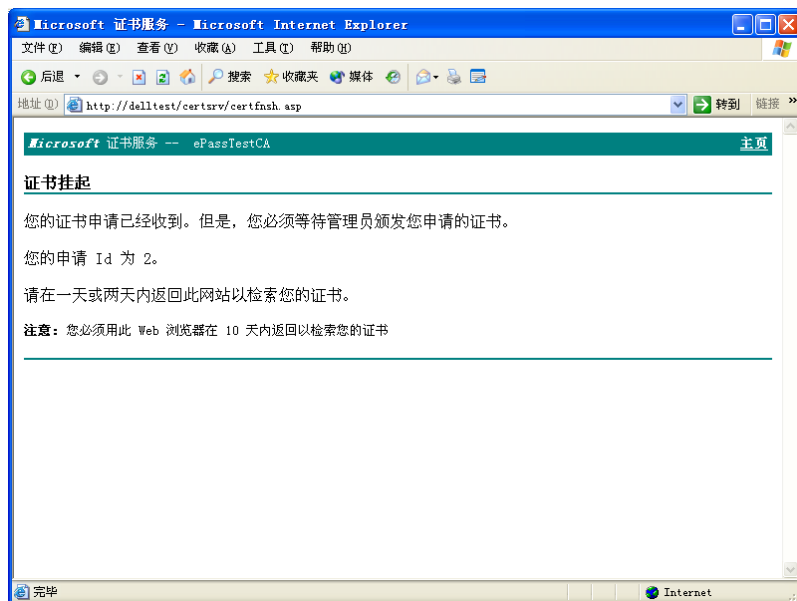 Microsoft 证书服务 - Microsoft Internet Explorer
文件(F) 编辑(E) 查看(V) 收藏(A) 工具(T) 帮助(H)
后退 搜索 收藏夹 媒体
地址(D) http://delltest/certsrv/certfnsh.asp 转到 链接 »
Microsoft 证书服务 -- ePassTestCA 主页
证书挂起
您的证书申请已经收到。但是，您必须等待管理员颁发您申请的证书。
您的申请 Id 为 2。
请在一天或两天内返回此网站以检索您的证书。
注意：您必须用此 Web 浏览器在 10 天内返回以检索您的证书
完毕 Internet